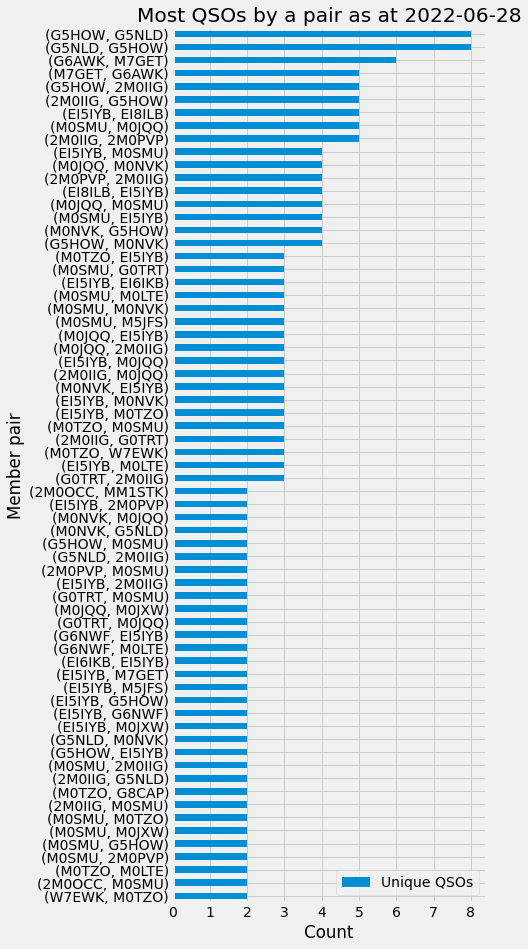 Most QSOs by a pair as at 2022-06-28
(G5HOW, G5NLD)
(G5NLD, G5HOW)
(G6AWK, M7GET)
(M7GET, G6AWK)
(G5HOW, 2M0IIG)
(2M0IIG, G5HOW)
(EI5IYB, EI8ILB)
(M0SMU, M0JQQ)
(2M0IIG, 2M0PVP)
(EI5IYB, M0SMU)
(M0JQQ, M0NVK)
(2M0PVP, 2M0IIG)
(EI8ILB, EI5IYB)
(M0JQQ, M0SMU)
(M0SMU, EI5IYB)
(M0NVK, G5HOW)
(G5HOW, M0NVK)
(M0TZO, EI5IYB)
(M0SMU, G0TRT)
(EI5IYB, EI6IKB)
(M0SMU, M0LTE)
(M0SMU, M0NVK)
(M0SMU, M5JFS)
(M0JQQ, EI5IYB)
(M0JQQ, 2M0IIG)
(EI5IYB, M0JQQ)
(2M0IIG, M0JQQ)
(M0NVK, EI5IYB)
(EI5IYB, M0NVK)
(EI5IYB, M0TZO)
(M0TZO, M0SMU)
(2M0IIG, G0TRT)
(M0TZO, W7EWK)
(EI5IYB, M0LTE)
(G0TRT, 2M0IIG)
(2M0OCC, MM1STK)
(EI5IYB, 2M0PVP)
(M0NVK, M0JQQ)
(M0NVK, G5NLD)
(G5HOW, M0SMU)
(G5NLD, 2M0IIG)
(2M0PVP, M0SMU)
(EI5IYB, 2M0IIG)
(G0TRT, M0SMU)
(M0JQQ, M0JXW)
(G0TRT, M0JQQ)
(G6NWF, EI5IYB)
(G6NWF, M0LTE)
(EI6IKB, EI5IYB)
(EI5IYB, M7GET)
(EI5IYB, M5JFS)
(EI5IYB, G5HOW)
(EI5IYB, G6NWF)
(EI5IYB, M0JXW)
(G5NLD, M0NVK)
(G5HOW, EI5IYB)
(M0SMU, 2M0IIG)
(2M0IIG, G5NLD)
(M0TZO, G8CAP)
(2M0IIG, M0SMU)
(M0SMU, M0TZO)
(M0SMU, M0JXW)
(M0SMU, G5HOW)
(M0SMU, 2M0PVP)
(M0TZO, M0LTE)
(2M0OCC, M0SMU)
(W7EWK, M0TZO)
Member pair
Unique QSOs
0 1 2 3 4 5 6 7 8
Count